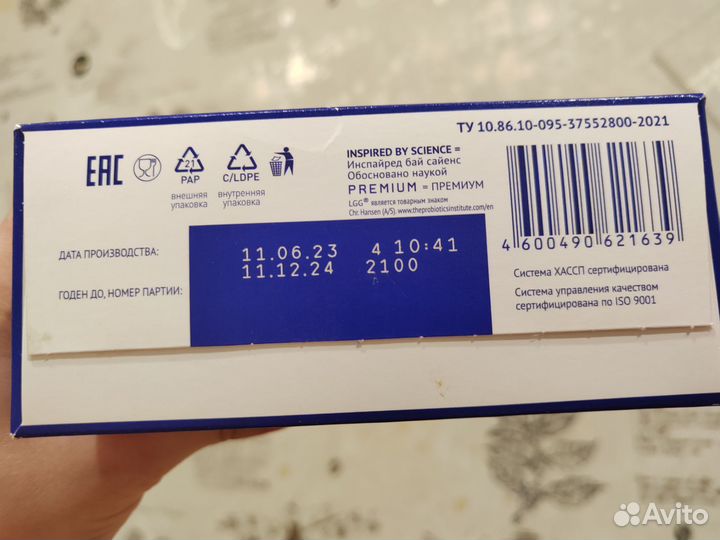 ТУ 10.86.10-095-37552800-2021
EAC
21
PAP
внешняя
упаковка
C/LDPE
внутренняя
упаковка
INSPIRED BY SCIENCE =
Инспайред бай сайенс
Обосновано наукой
PREMIUM = ПРЕМИУМ
LGG® является товарным знаком
Chr. Hansen (A/S). www.theprobioticsinstitute.com/en
4 600490 621639
Система ХАССП сертифицирована
Система управления качеством
сертифицирована по ISO 9001
ДАТА ПРОИЗВОДСТВА:
11.06.23 4 10:41
11.12.24 2100
ГОДЕН ДО, НОМЕР ПАРТИИ:
Avito